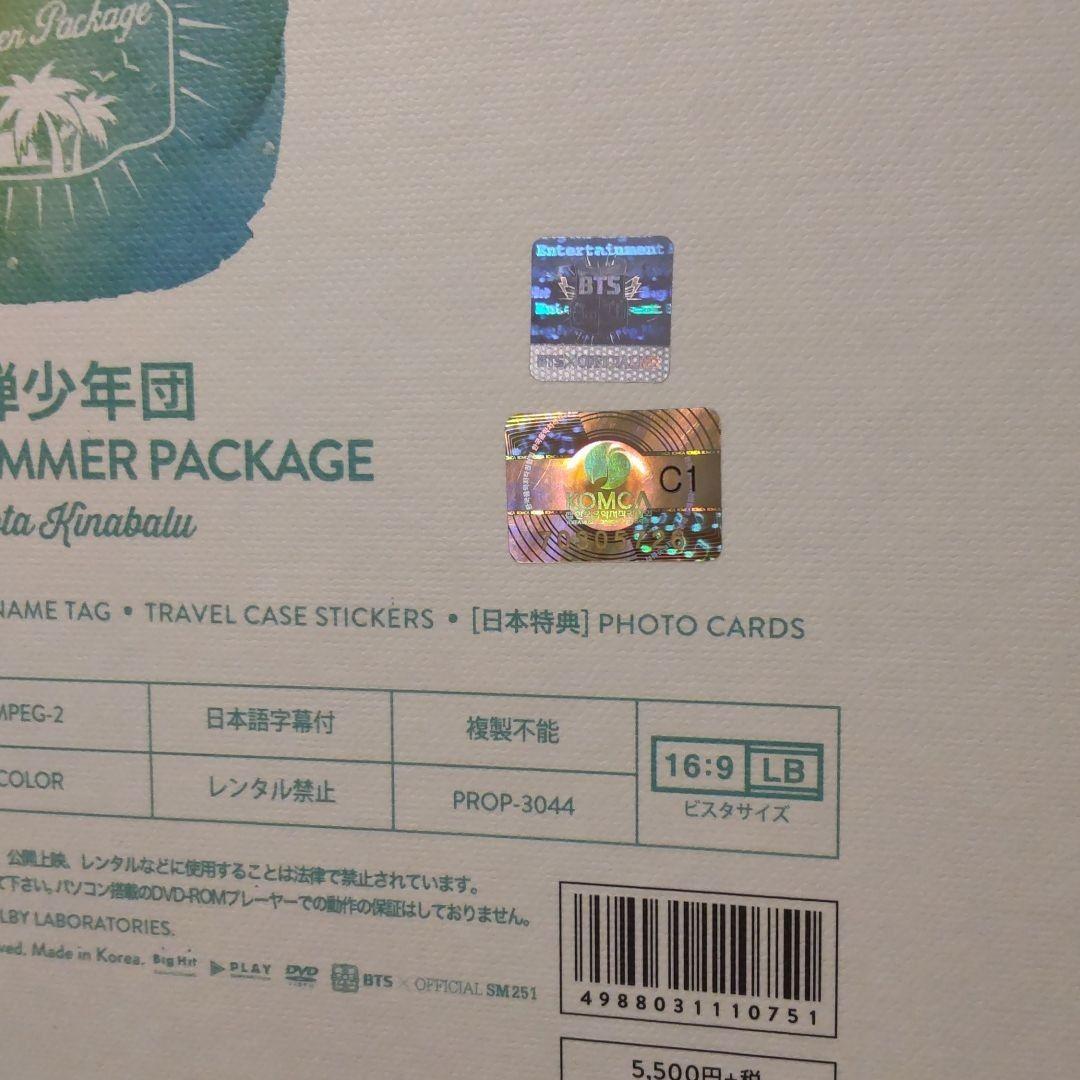 Package
Entertainment
BTS
少年団
MMER PACKAGE
Kinabalu
KOMCA
C1
NAME TAG • TRAVEL CASE STICKERS • [日本特典] PHOTO CARDS
MPEG-2
日本語字幕付
複製不能
16:9 LB
COLOR
レンタル禁止
PROP-3044
ビスタサイズ
公開上映、レンタルなどに使用することは法律で禁止されています。
て下さい。パソコン搭載のDVD-ROMプレーヤーでの動作の保証はしておりません。
LBY LABORATORIES.
ved. Made in Korea. Big Hit PLAY DVD BTS × OFFICIAL SM251
4988031110751
5,500円+税